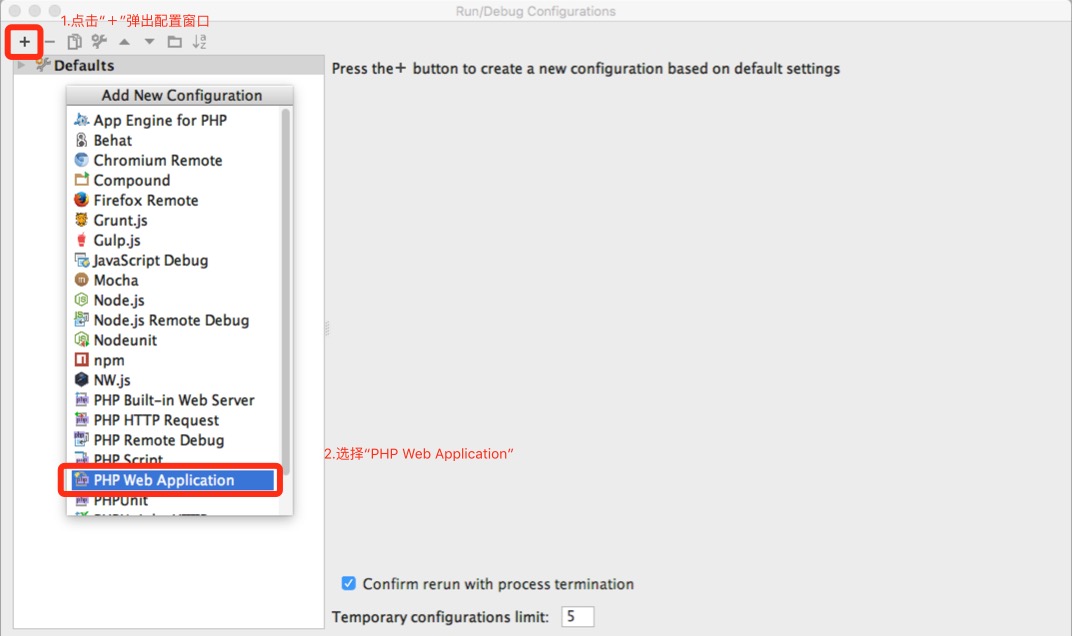 Run/Debug Configurations
1.点击“＋”弹出配置窗口
Defaults
Press the+ button to create a new configuration based on default settings
Add New Configuration
App Engine for PHP
Behat
Chromium Remote
Compound
Firefox Remote
Grunt.js
Gulp.js
JavaScript Debug
Mocha
Node.js
Node.js Remote Debug
Nodeunit
npm
NW.js
PHP Built-in Web Server
PHP HTTP Request
PHP Remote Debug
PHP Script
2.选择“PHP Web Application”
PHP Web Application
PHPUnit
Confirm rerun with process termination
Temporary configurations limit: 5